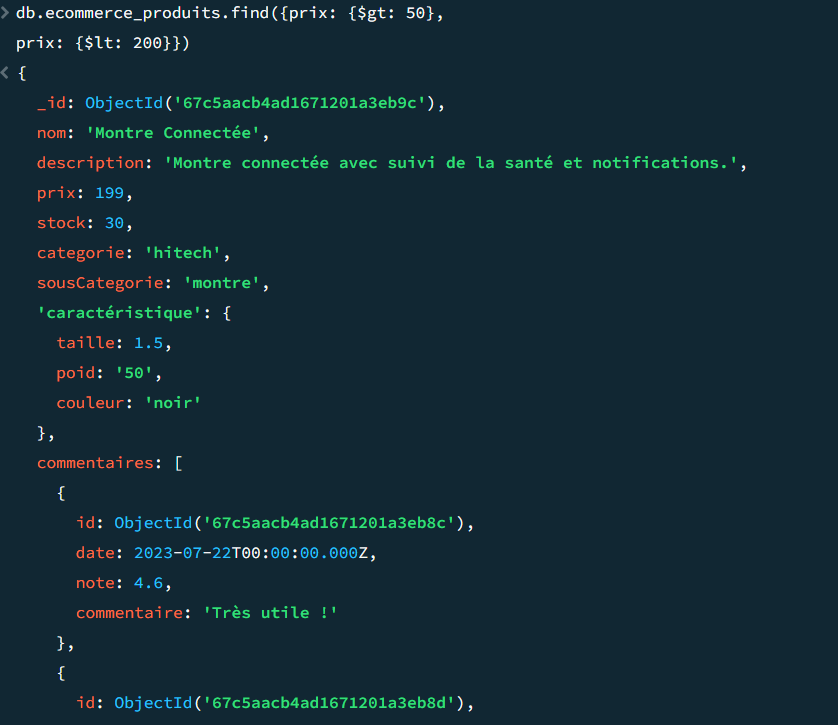 db.ecommerce_produits.find({prix: {$gt: 50},
prix: {$lt: 200}})
{
_id: ObjectId('67c5aacb4ad1671201a3eb9c'),
nom: 'Montre Connectée',
description: 'Montre connectée avec suivi de la santé et notifications.',
prix: 199,
stock: 30,
categorie: 'hitech',
sousCategorie: 'montre',
'caractéristique': {
taille: 1.5,
poid: '50',
couleur: 'noir'
},
commentaires: [
{
id: ObjectId('67c5aacb4ad1671201a3eb8c'),
date: 2023-07-22T00:00:00.000Z,
note: 4.6,
commentaire: 'Très utile !'
},
{
id: ObjectId('67c5aacb4ad1671201a3eb8d'),